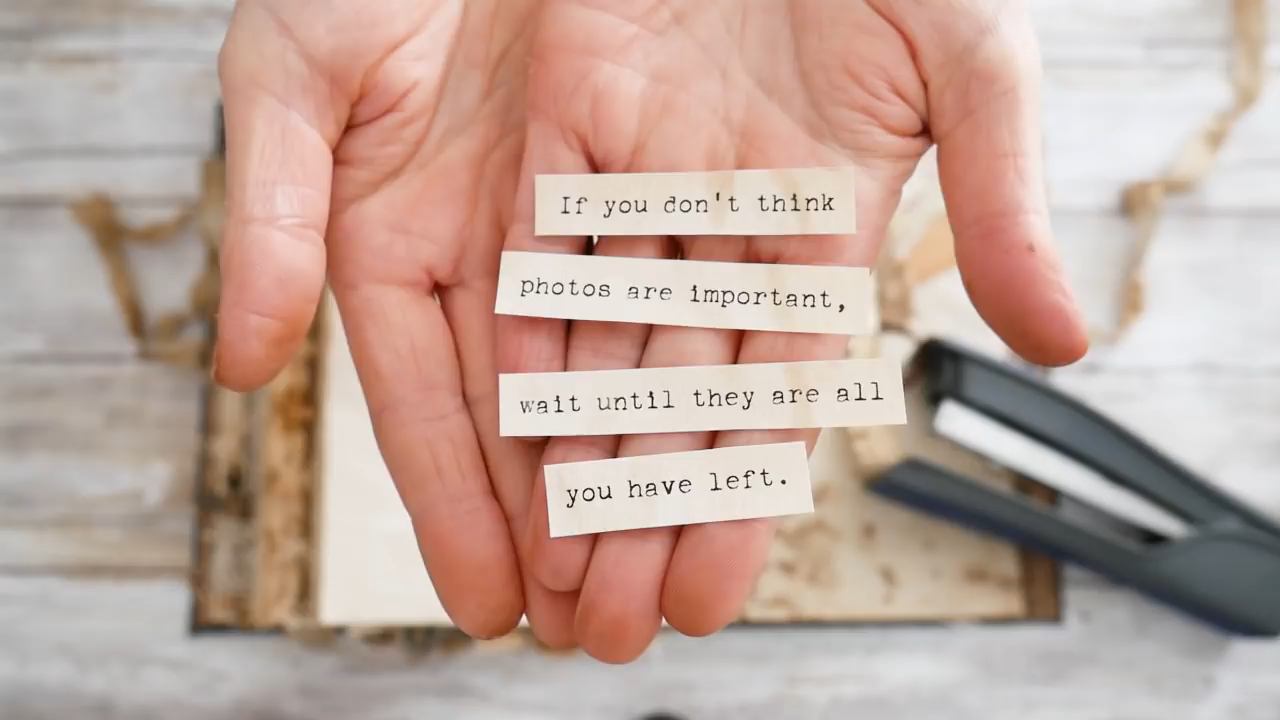 If you don't think
photos are important,
wait until they are all
you have left.